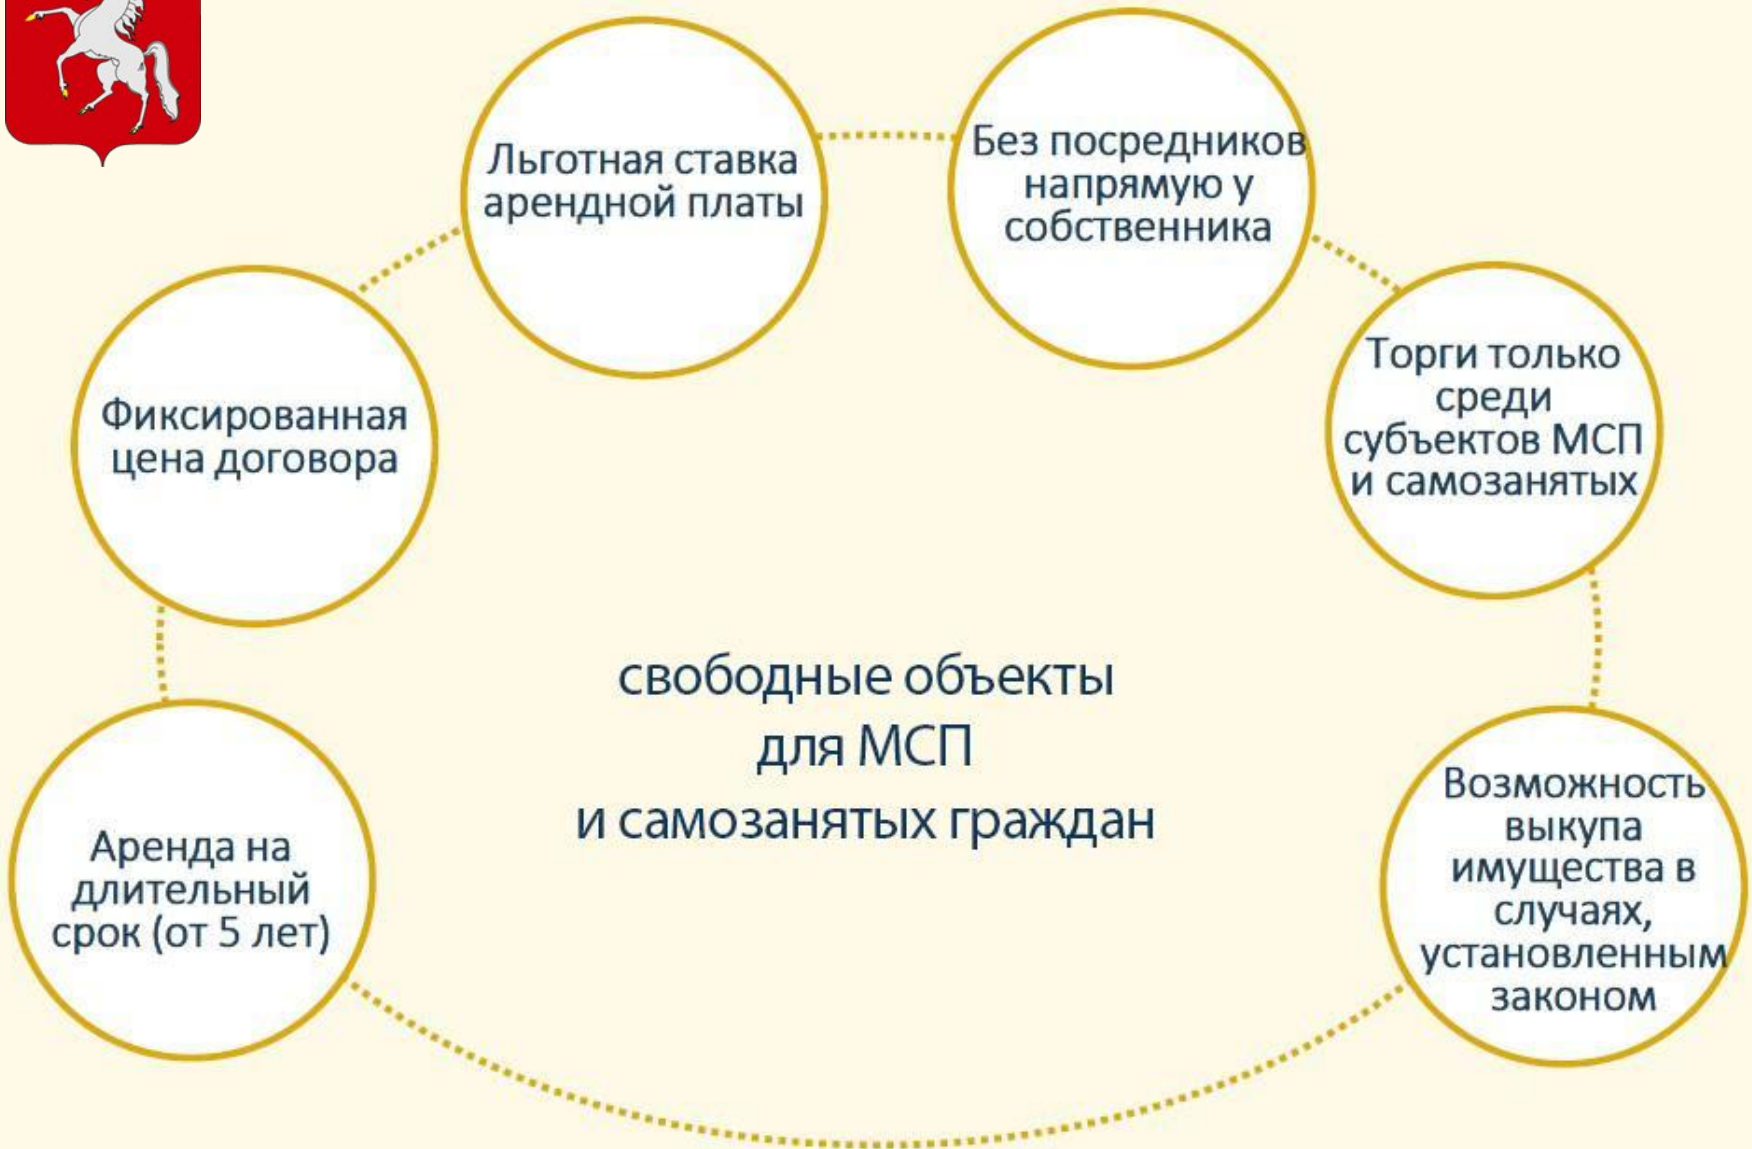 Льготная ставка
арендной платы
Без посредников
напрямую у
собственника
Фиксированная
цена договора
Торги только
среди
субъектов МСП
и самозанятых
свободные объекты
для МСП
и самозанятых граждан
Аренда на
длительный
срок (от 5 лет)
Возможность
выкупа
имущества в
случаях,
установленным
законом